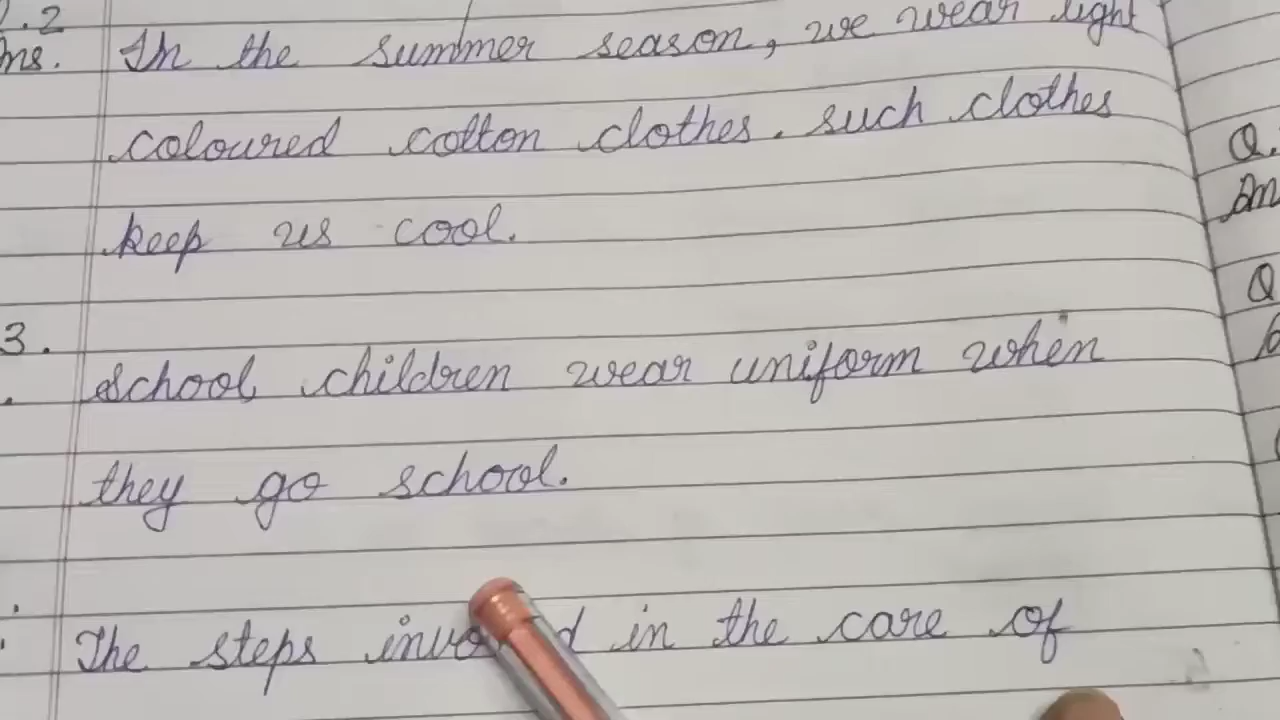 .2
Ans. In the summer season, we wear light
coloured cotton clothes. such clothes
keep us cool.
3.
School children wear uniform when
they go school.
The steps in the care of
Q.
Q